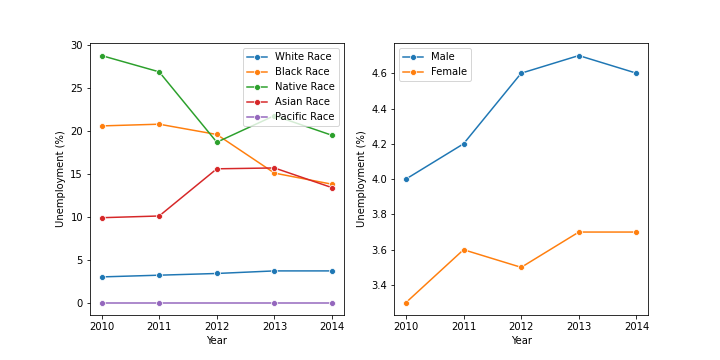 30
25
20
15
10
5
0
Unemployment (%)
White Race
Black Race
Native Race
Asian Race
Pacific Race
2010 2011 2012 2013 2014
Year
4.6
4.4
4.2
4.0
3.8
3.6
3.4
Unemployment (%)
Male
Female
2010 2011 2012 2013 2014
Year